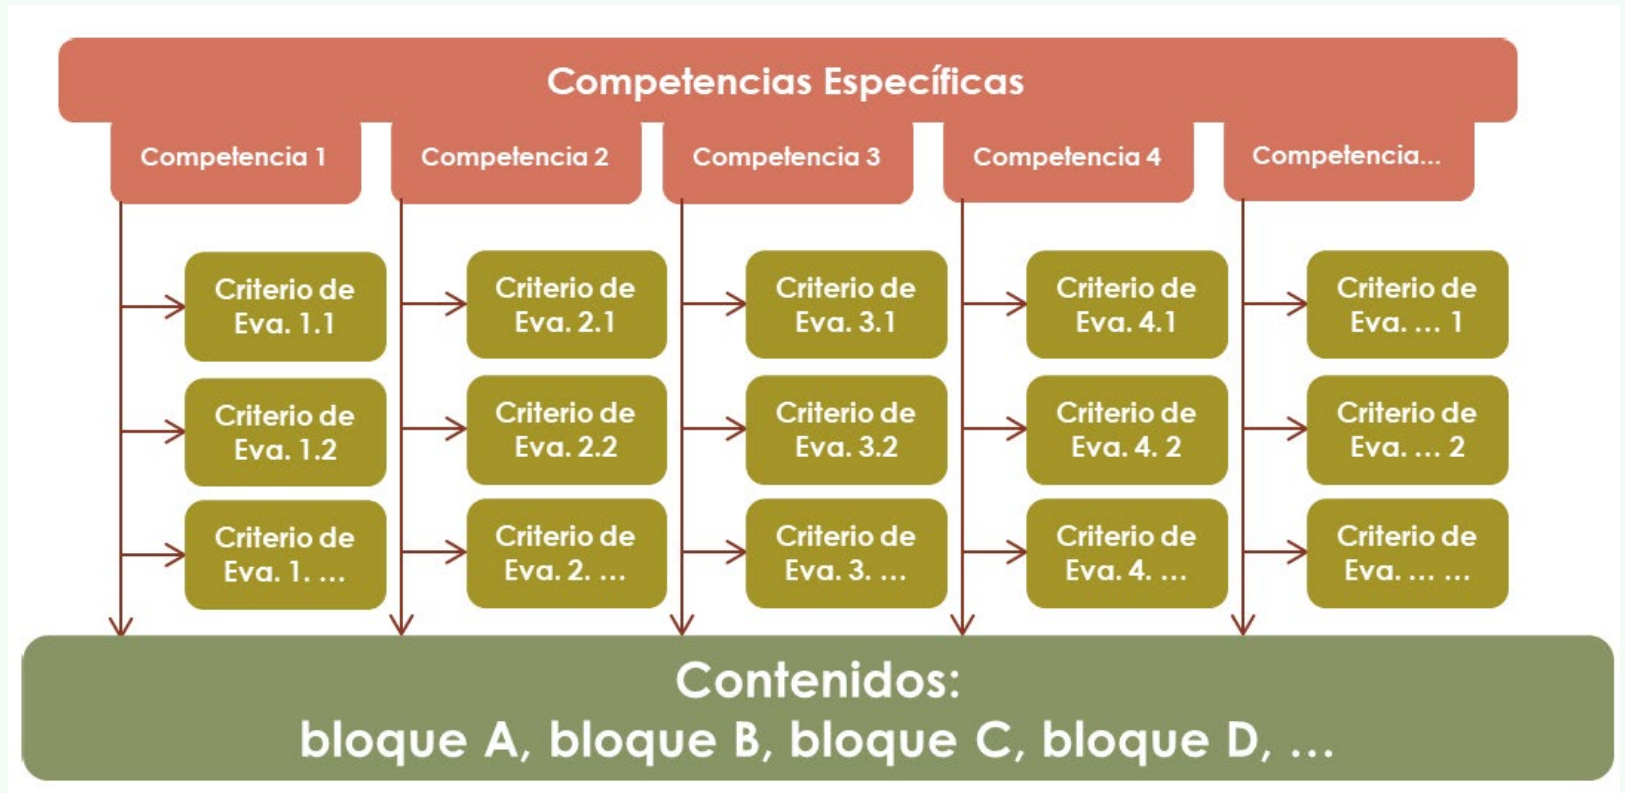 Competencias Específicas
Competencia 1
Competencia 2
Competencia 3
Competencia 4
Competencia...
Criterio de
Eva. 1.1
Criterio de
Eva. 2.1
Criterio de
Eva. 3.1
Criterio de
Eva. 4.1
Criterio de
Eva. ... 1
Criterio de
Eva. 1.2
Criterio de
Eva. 2.2
Criterio de
Eva. 3.2
Criterio de
Eva. 4. 2
Criterio de
Eva. ... 2
Criterio de
Eva. 1. ...
Criterio de
Eva. 2. ...
Criterio de
Eva. 3. ...
Criterio de
Eva. 4. ...
Criterio de
Eva. ... ...
Contenidos:
bloque A, bloque B, bloque C, bloque D, ...